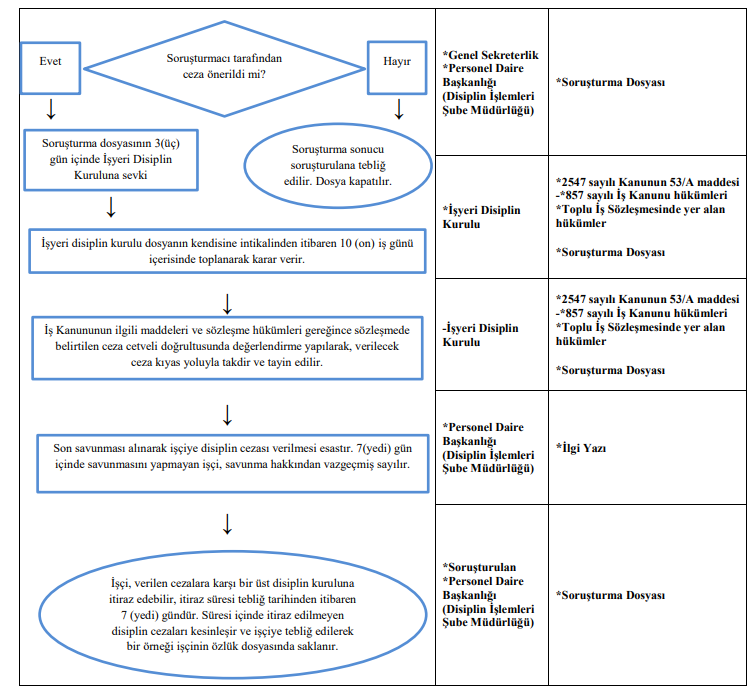 Evet
Soruşturmacı tarafından
ceza önerildi mi?
Hayır
*Genel Sekreterlik
*Personel Daire
Başkanlığı
(Disiplin İşlemleri
Şube Müdürlüğü)
*Soruşturma Dosyası
Soruşturma dosyasının 3(üç)
gün içinde İşyeri Disiplin
Kuruluna sevki
Soruşturma sonucu
soruşturulana tebliğ
edilir. Dosya kapatılır.
İşyeri disiplin kurulu dosyanın kendisine intikalinden itibaren 10 (on) iş günü
içerisinde toplanarak karar verir.
*İşyeri Disiplin
Kurulu
*2547 sayılı Kanunun 53/A maddesi
-*857 sayılı İş Kanunu hükümleri
*Toplu İş Sözleşmesinde yer alan
hükümler
*Soruşturma Dosyası
İş Kanununun ilgili maddeleri ve sözleşme hükümleri gereğince sözleşmede
belirtilen ceza cetveli doğrultusunda değerlendirme yapılarak, verilecek
ceza kıyas yoluyla takdir ve tayin edilir.
-İşyeri Disiplin
Kurulu
*2547 sayılı Kanunun 53/A maddesi
-*857 sayılı İş Kanunu hükümleri
*Toplu İş Sözleşmesinde yer alan
hükümler
*Soruşturma Dosyası
Son savunması alınarak işçiye disiplin cezası verilmesi esastır. 7(yedi) gün
içinde savunmasını yapmayan işçi, savunma hakkından vazgeçmiş sayılır.
*Personel Daire
Başkanlığı
(Disiplin İşlemleri
Şube Müdürlüğü)
*İlgi Yazı
İşçi, verilen cezalara karşı bir üst disiplin kuruluna
itiraz edebilir, itiraz süresi tebliğ tarihinden itibaren
7 (yedi) gündür. Süresi içinde itiraz edilmeyen
disiplin cezaları kesinleşir ve işçiye tebliğ edilerek
bir örneği işçinin özlük dosyasında saklanır.
*Soruşturulan
*Personel Daire
Başkanlığı
(Disiplin İşlemleri
Şube Müdürlüğü)
*Soruşturma Dosyası